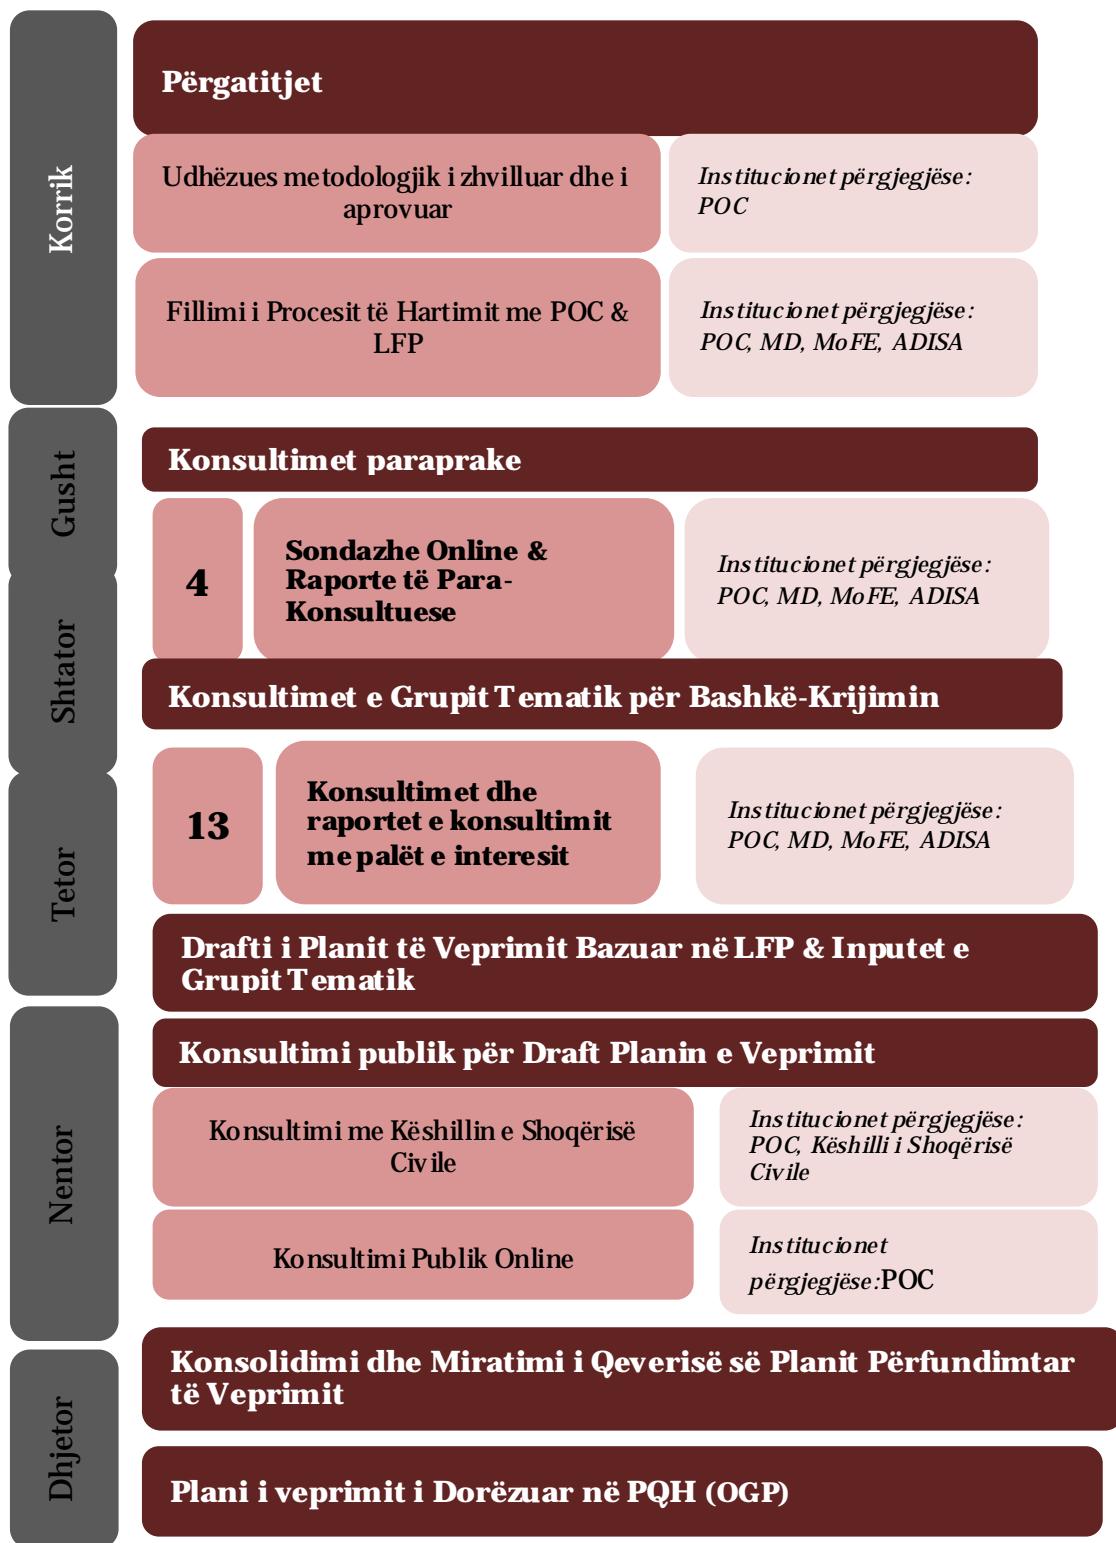 Korrik
Përgatitjet
Udhëzues metodologjik i zhvilluar dhe i
aprovuar
Institucionet përgjegjëse:
POC
Fillimi i Procesit të Hartimit me POC &
LFP
Institucionet përgjegjëse:
POC, MD, MoFE, ADISA
Gusht
Konsultimet paraprake
4
Sondazhe Online &
Raporte të Para-
Konsultuese
Institucionet përgjegjëse:
POC, MD, MoFE, ADISA
Shtator
Konsultimet e Grupit Tematik për Bashkë-Krijimin
13
Konsultimet dhe
raportet e konsultimit
me palët e interesit
Institucionet përgjegjëse:
POC, MD, MoFE, ADISA
Tetor
Drafti i Planit të Veprimit Bazuar në LFP & Inputet e
Grupit Tematik
Nentor
Konsultimi publik për Draft Planin e Veprimit
Konsultimi me Këshillin e Shoqërisë
Civile
Institucionet përgjegjëse:
POC, Këshilli i Shoqërisë
Civile
Konsultimi Publik Online
Institucionet
përgjegjëse:POC
Dhjetor
Konsolidimi dhe Miratimi i Qeverisë së Planit Përfundimtar
të Veprimit
Plani i veprimit i Dorëzuar në PQH (OGP)